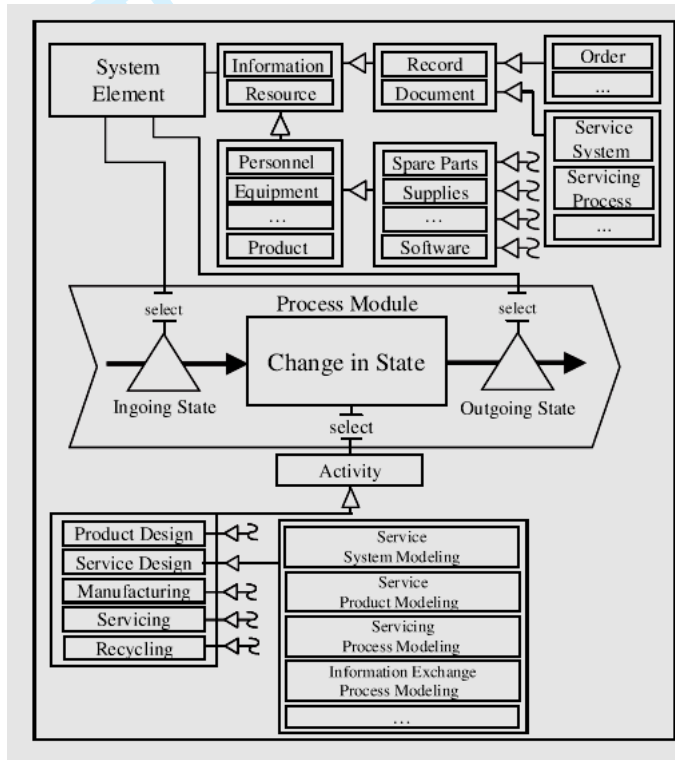 System
Element
Information
Resource
Record
Document
Order
...
Service
System
Servicing
Process
...
Personnel
Equipment
...
Product
Spare Parts
Supplies
...
Software
select
Process Module
select
Change in State
Ingoing State
Outgoing State
select
Activity
Product Design
Service Design
Manufacturing
Servicing
Recycling
Service
System Modeling
Service
Product Modeling
Servicing
Process Modeling
Information Exchange
Process Modeling
...